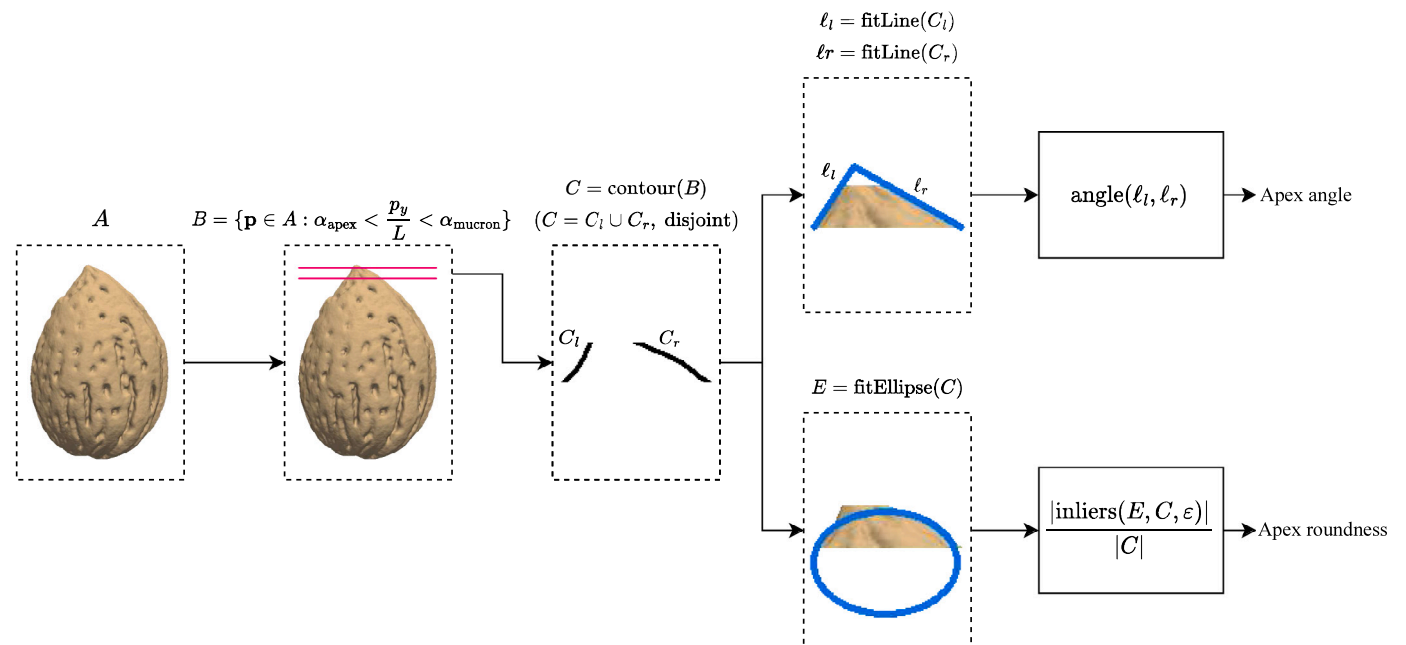 A
B = {p ∈ A : α_apex < p_y/L < α_mucron}
C = contour(B)
(C = C_l ∪ C_r, disjoint)
C_l
C_r
ℓ_l = fitLine(C_l)
ℓr = fitLine(C_r)
ℓ_l
ℓ_r
angle(ℓ_l, ℓ_r)
Apex angle
E = fitEllipse(C)
|inliers(E, C, ε)|
|C|
Apex roundness